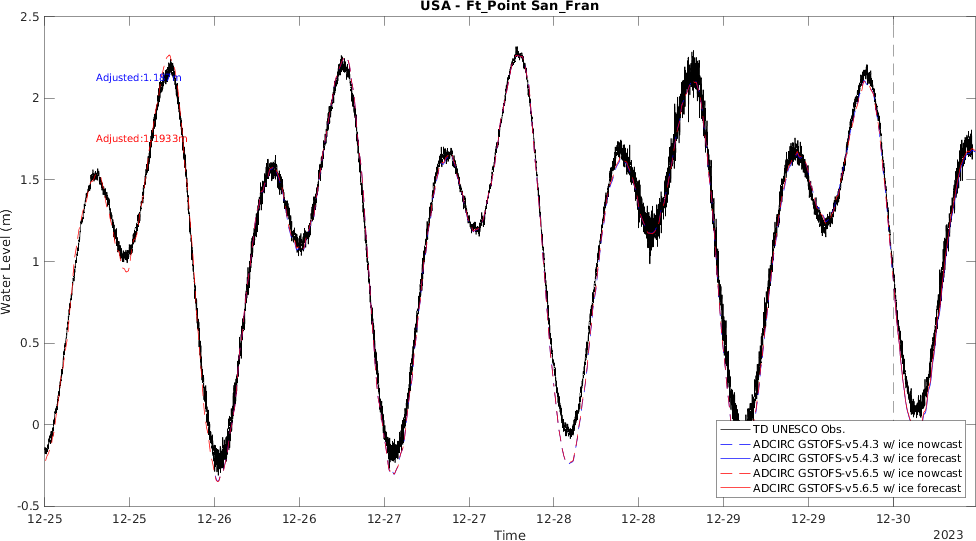 USA - Ft_Point San_Fran
2.5
2
1.5
1
0.5
0
-0.5
Water Level (m)
Adjusted:1.1933m
TD UNESCO Obs.
ADCIRC GSTOFS-v5.4.3 w/ ice nowcast
ADCIRC GSTOFS-v5.4.3 w/ ice forecast
ADCIRC GSTOFS-v5.6.5 w/ ice nowcast
ADCIRC GSTOFS-v5.6.5 w/ ice forecast
12-25 12-25 12-26 12-26 12-27 12-27 12-28 12-28 12-29 12-29 12-30
Time
2023